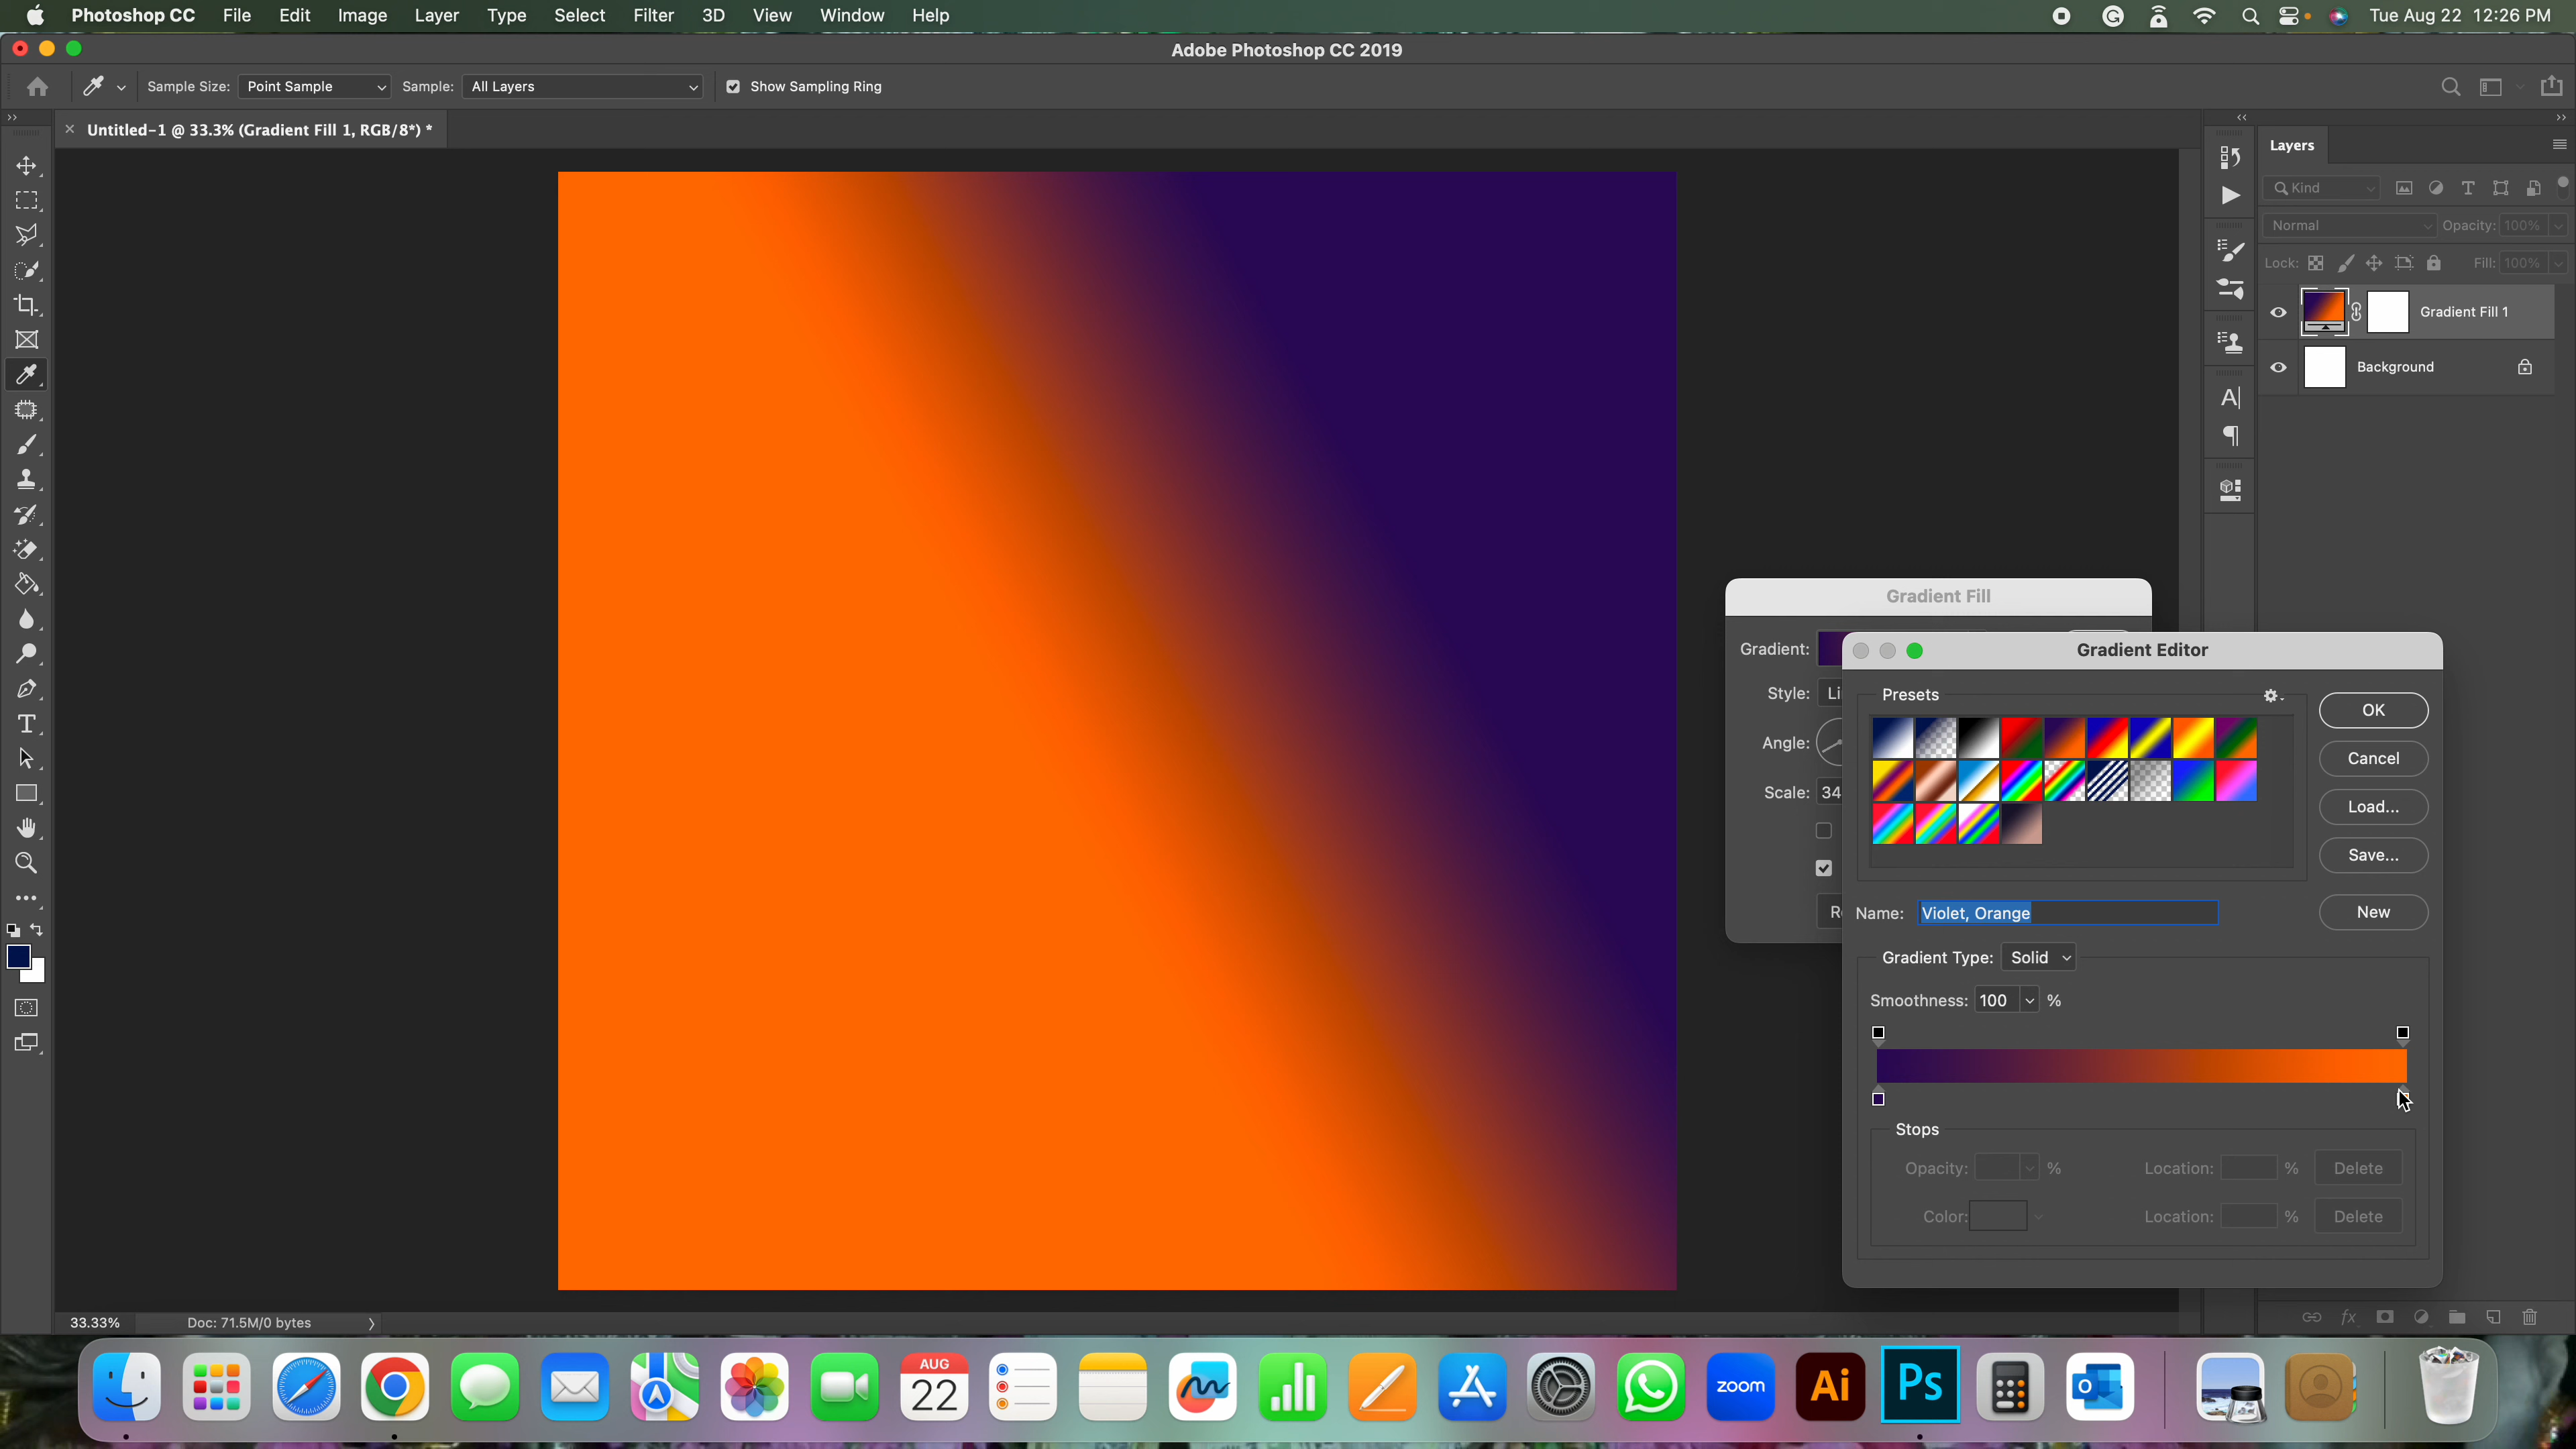 Photoshop CC File Edit Image Layer Type Select Filter 3D View Window Help Tue Aug 22 12:26 PM
Adobe Photoshop CC 2019
Sample Size: Point Sample Sample: All Layers Show Sampling Ring
Untitled-1 @ 33.3% (Gradient Fill 1, RGB/8*) *
Layers
Kind
Normal Opacity: 100%
Lock: Fill: 100%
Gradient Fill 1
Background
Gradient Fill
Gradient:
Style:
Angle:
Scale: 34
Gradient Editor
Presets
OK
Cancel
Load...
Save...
Name: Violet, Orange
New
Gradient Type: Solid
Smoothness: 100 %
Stops
Opacity: % Location: % Delete
Color: Location: % Delete
33.33% Doc: 71.5M/0 bytes
AUG
22
zoom
Ai
Ps